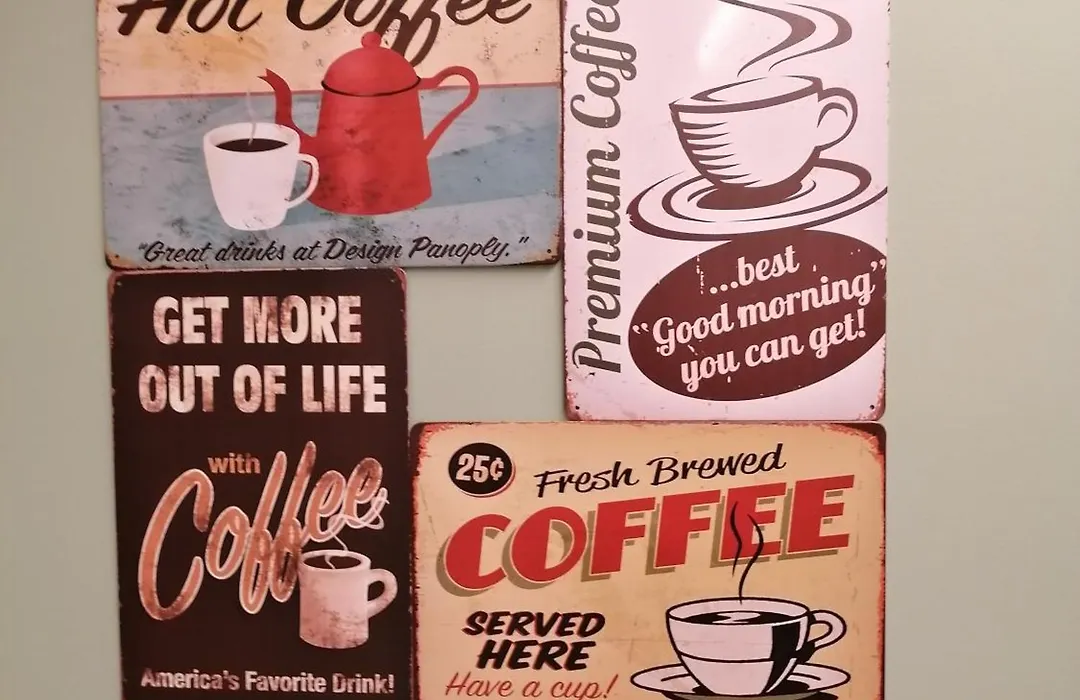 Hot Coffee
"Great drinks at Design Panoply."
Premium Coffee
...best
"Good morning"
you can get!
GET MORE
OUT OF LIFE
with
Coffee
America's Favorite Drink!
25¢
Fresh Brewed
COFFEE
SERVED
HERE
Have a cup!